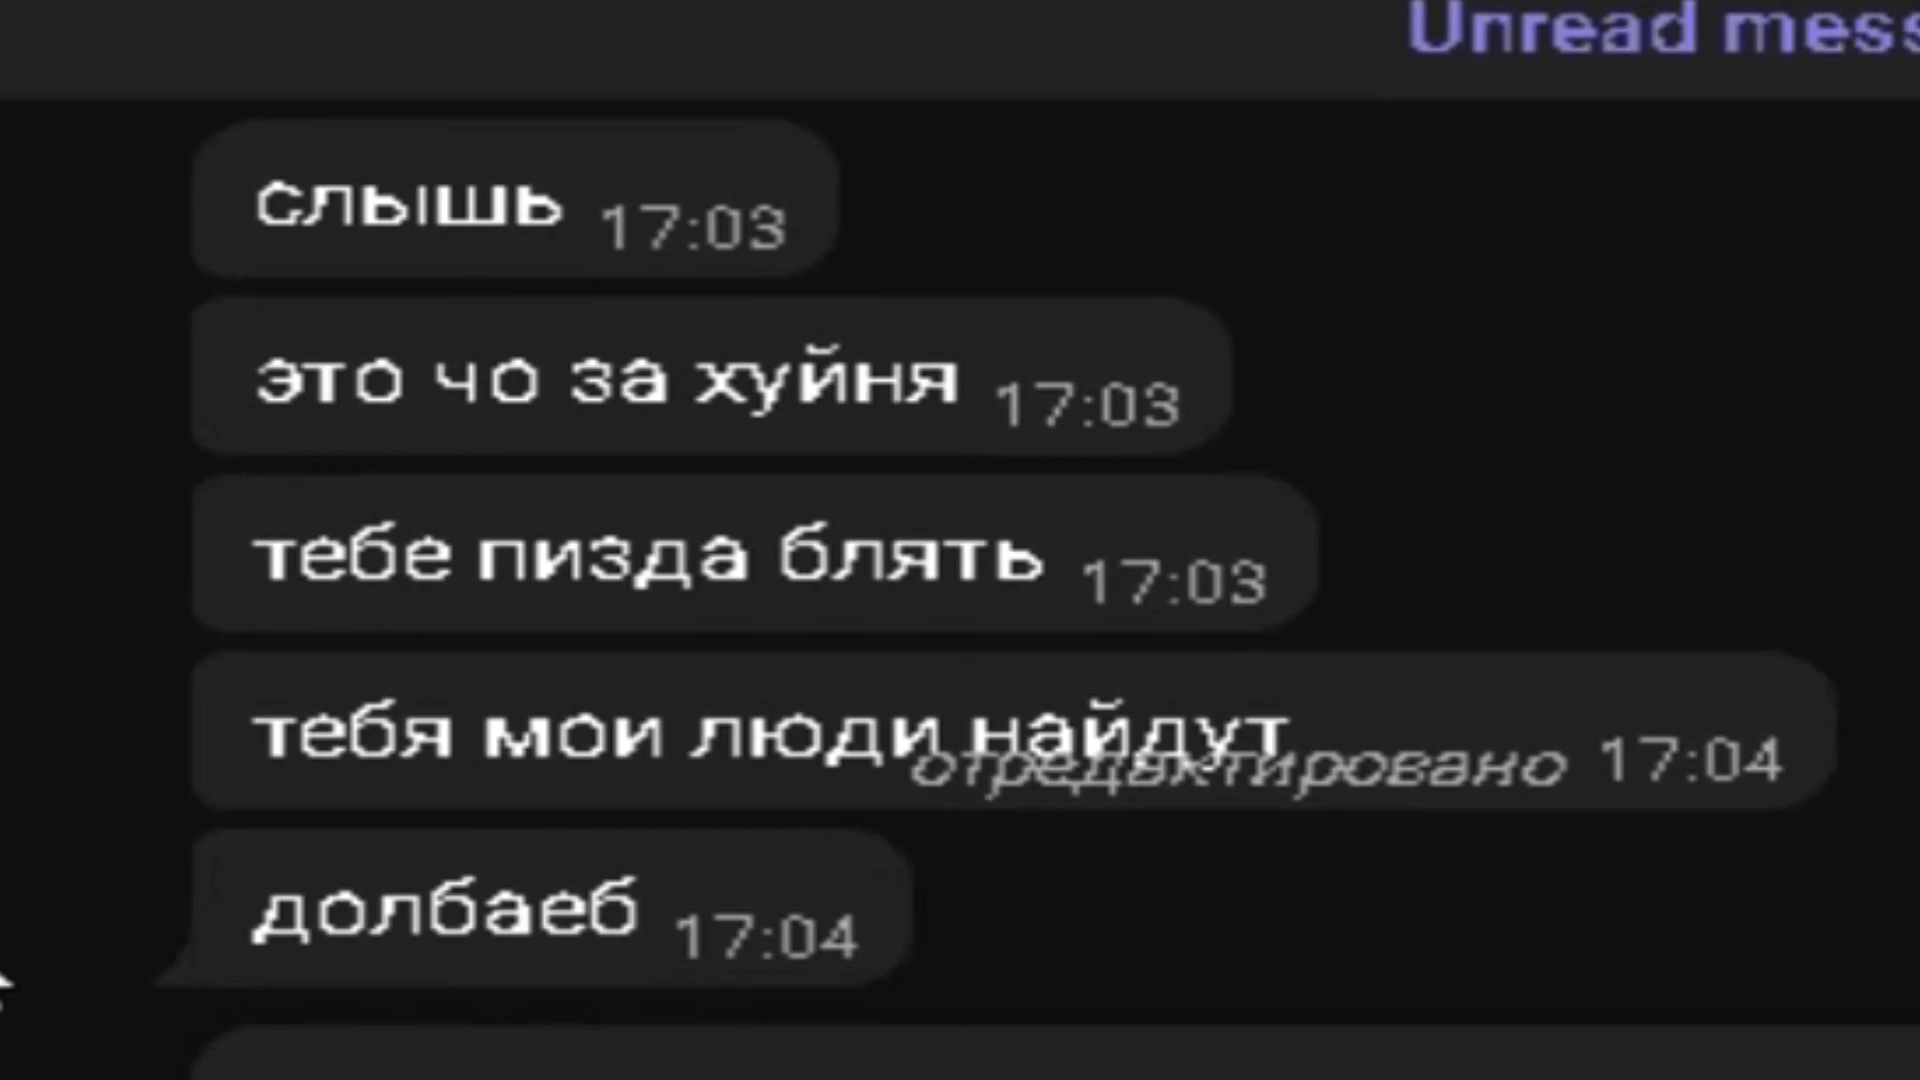 Unread mess
слышь 17:03
это чо за хуйня 17:03
тебе пизда блять 17:03
тебя мои люди найдут отредактировано 17:04
долбаеб 17:04